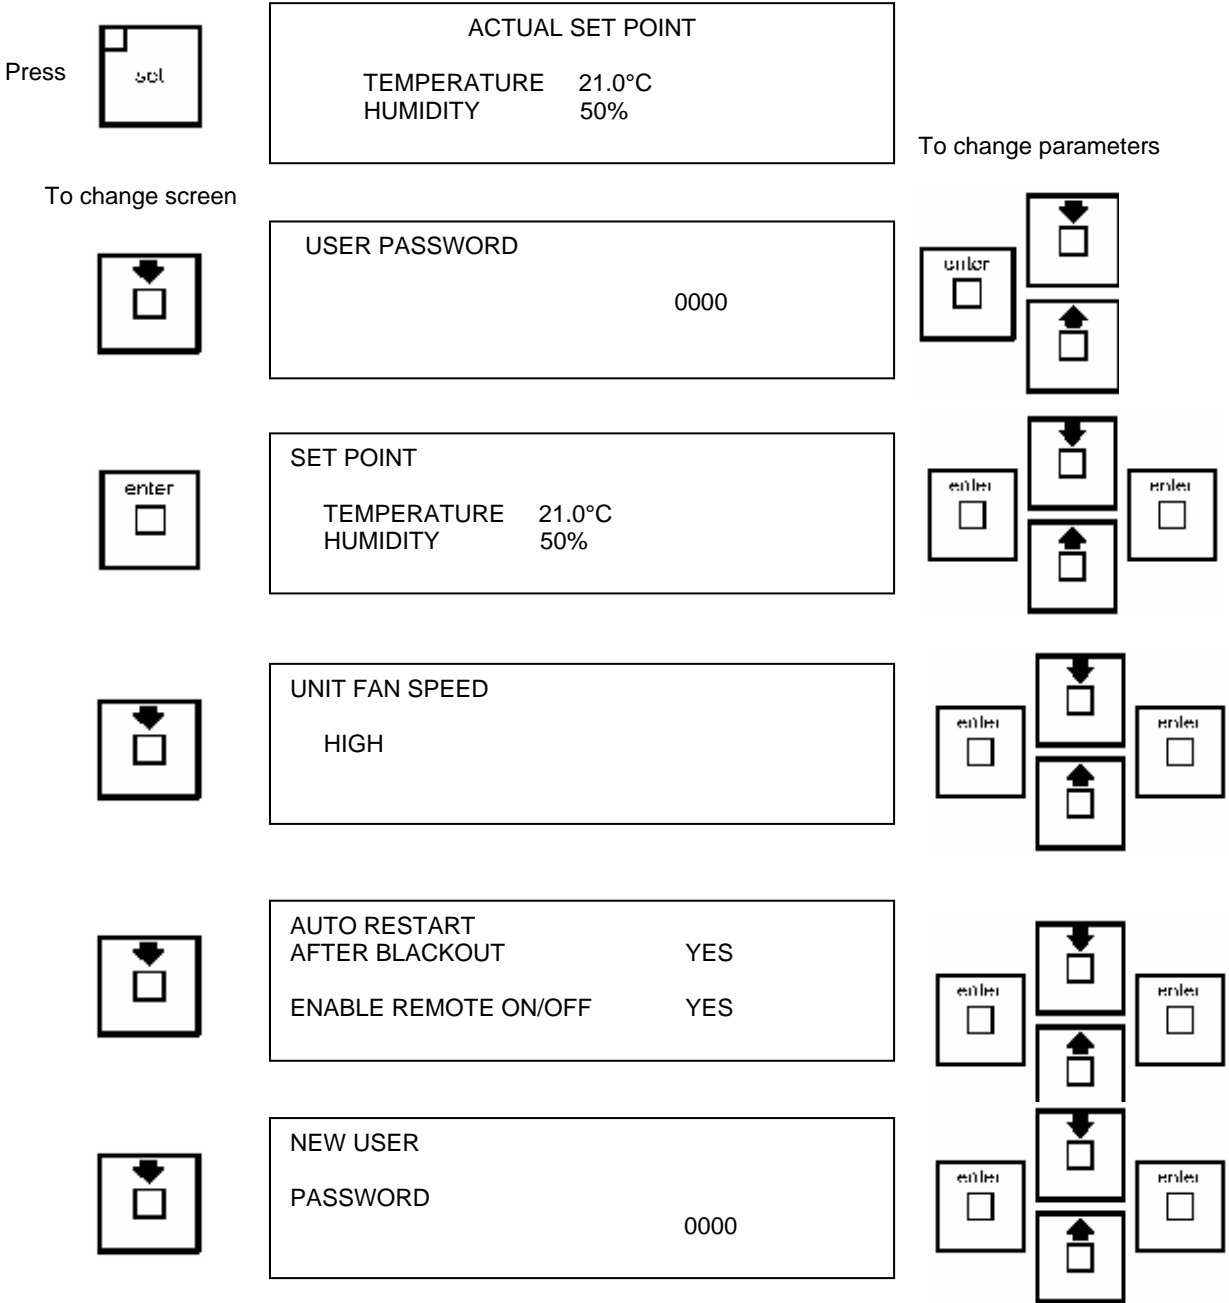 ACTUAL SET POINT
Press
set
TEMPERATURE 21.0°C
HUMIDITY 50%
To change parameters
To change screen
USER PASSWORD
0000
enter
SET POINT
TEMPERATURE 21.0°C
HUMIDITY 50%
enter
enter
enter
UNIT FAN SPEED
HIGH
enter
enter
AUTO RESTART
AFTER BLACKOUT YES
ENABLE REMOTE ON/OFF YES
enter
enter
NEW USER
PASSWORD
0000
enter
enter